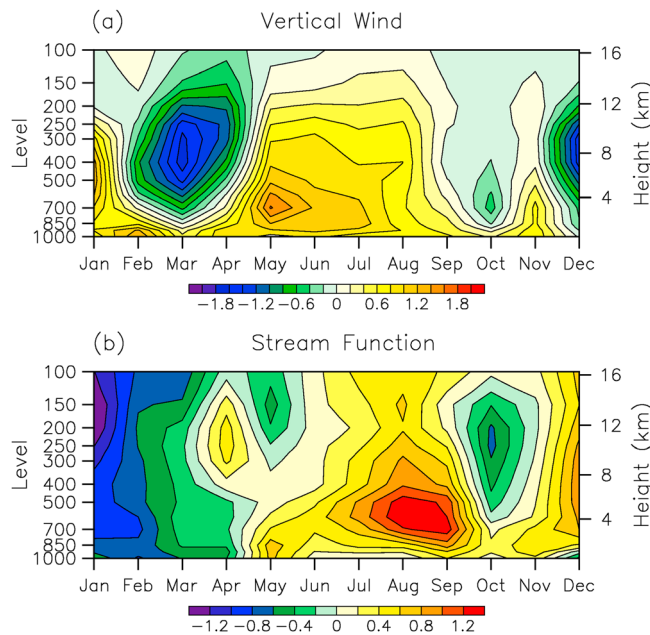 (a) Vertical Wind
100
150
200
250
300
400
500
700
850
1000
Level
16
12
8
4
Height (km)
Jan Feb Mar Apr May Jun Jul Aug Sep Oct Nov Dec
−1.8 −1.2 −0.6 0 0.6 1.2 1.8
(b) Stream Function
100
150
200
250
300
400
500
700
850
1000
Level
16
12
8
4
Height (km)
Jan Feb Mar Apr May Jun Jul Aug Sep Oct Nov Dec
−1.2 −0.8 −0.4 0 0.4 0.8 1.2